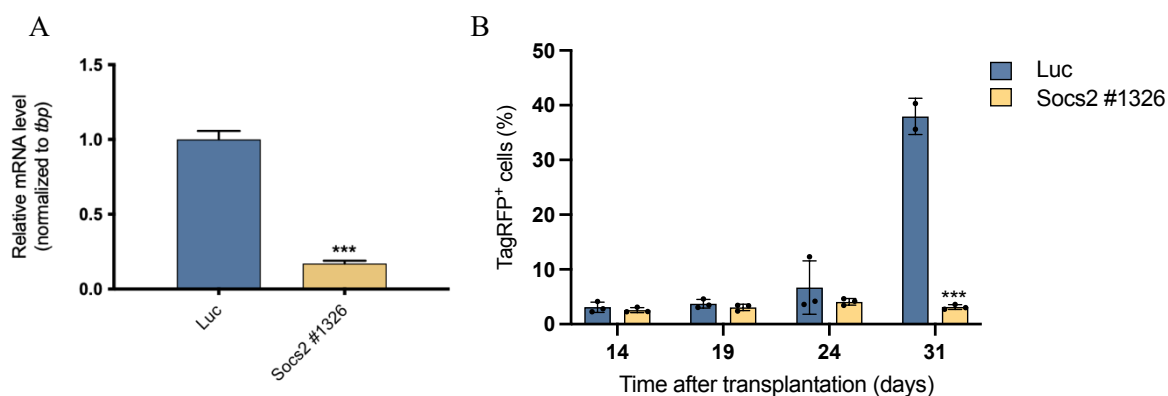 A
Relative mRNA level
(normalized to tbp)
1.5
1.0
0.5
0.0
***
Luc
Socs2 #1326
B
TagRFP+ cells (%)
50
40
30
20
10
0
***
14 19 24 31
Time after transplantation (days)
Luc
Socs2 #1326